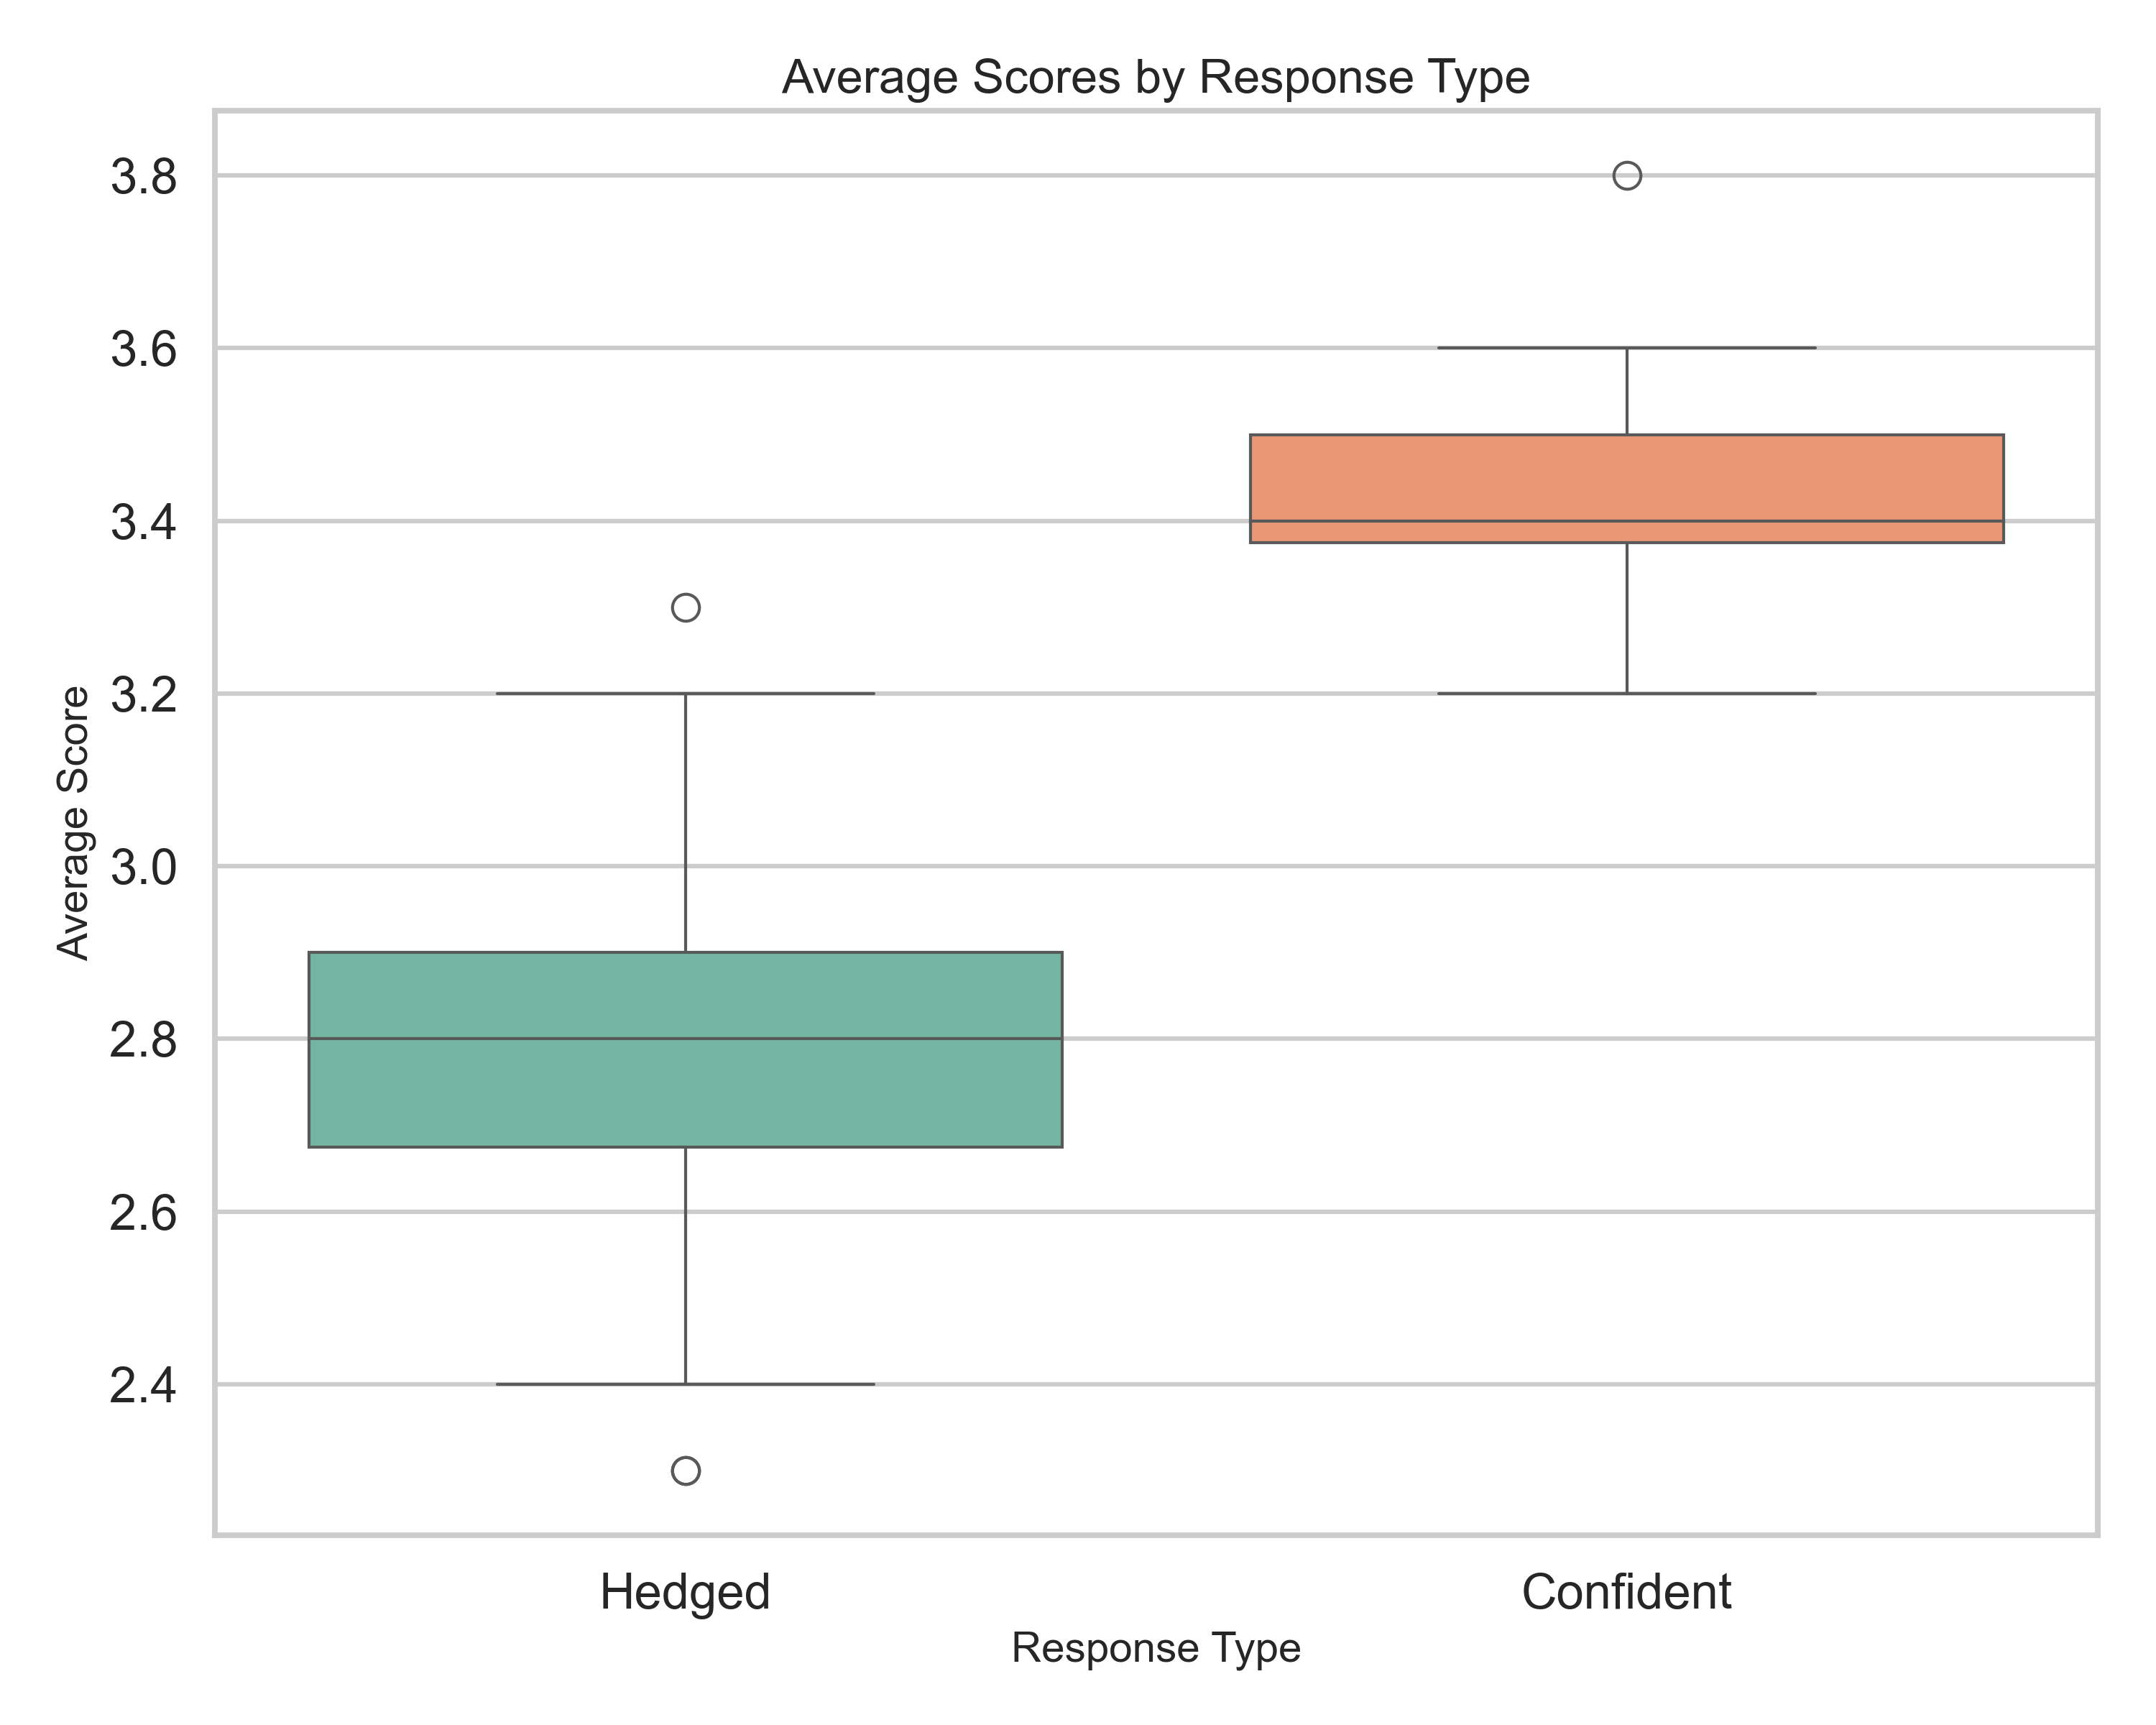 Average Scores by Response Type
3.8
3.6
3.4
3.2
3.0
2.8
2.6
2.4
Average Score
Hedged
Confident
Response Type